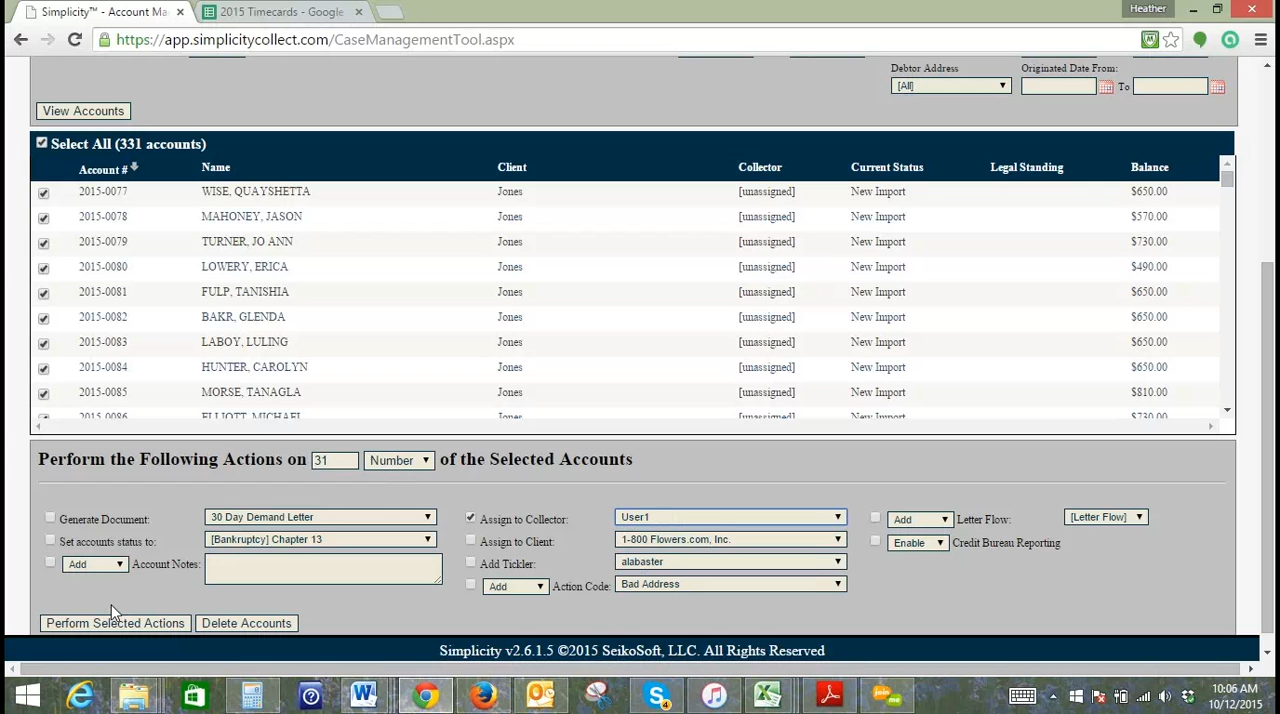 Simplicity™ - Account Ma
2015 Timecards - Google
Heather
https://app.simplicitycollect.com/CaseManagementTool.aspx
Debtor Address Originated Date From:
[All] To
View Accounts
Select All (331 accounts)
Account # Name Client Collector Current Status Legal Standing Balance
2015-0077 WISE, QUAYSHETTA Jones [unassigned] New Import $650.00
2015-0078 MAHONEY, JASON Jones [unassigned] New Import $570.00
2015-0079 TURNER, JO ANN Jones [unassigned] New Import $730.00
2015-0080 LOWERY, ERICA Jones [unassigned] New Import $490.00
2015-0081 FULP, TANISHIA Jones [unassigned] New Import $650.00
2015-0082 BAKR, GLENDA Jones [unassigned] New Import $650.00
2015-0083 LABOY, LULING Jones [unassigned] New Import $650.00
2015-0084 HUNTER, CAROLYN Jones [unassigned] New Import $650.00
2015-0085 MORSE, TANAGLA Jones [unassigned] New Import $810.00
2015-0086 ELLIOTT, MICHAEL Jones [unassigned] New Import $730.00
Perform the Following Actions on 31 Number of the Selected Accounts
Generate Document: 30 Day Demand Letter Assign to Collector: User1 Add Letter Flow: [Letter Flow]
Set accounts status to: [Bankruptcy] Chapter 13 Assign to Client: 1-800 Flowers.com, Inc. Enable Credit Bureau Reporting
Add Account Notes: Add Tickler: alabaster
Add Action Code: Bad Address
Perform Selected Actions Delete Accounts
Simplicity v2.6.1.5 ©2015 SeikoSoft, LLC. All Rights Reserved
10:06 AM
10/12/2015